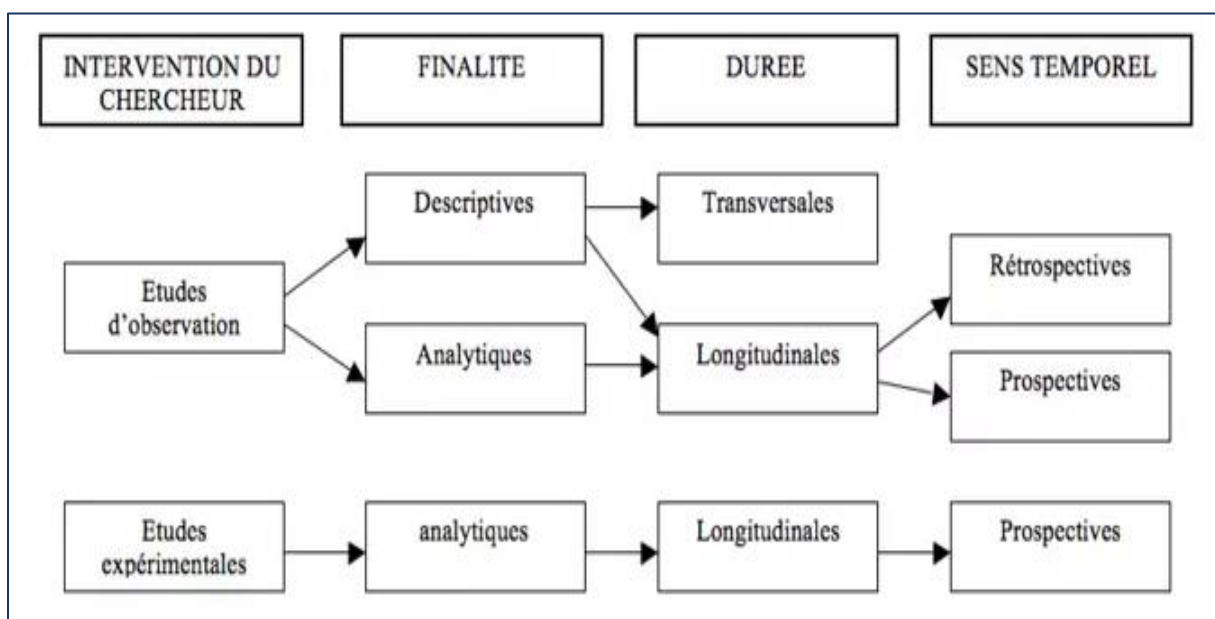 INTERVENTION DU
CHERCHEUR
FINALITE
DUREE
SENS TEMPOREL
Descriptives
Transversales
Rétrospectives
Etudes
d’observation
Analytiques
Longitudinales
Prospectives
Etudes
expérimentales
analytiques
Longitudinales
Prospectives